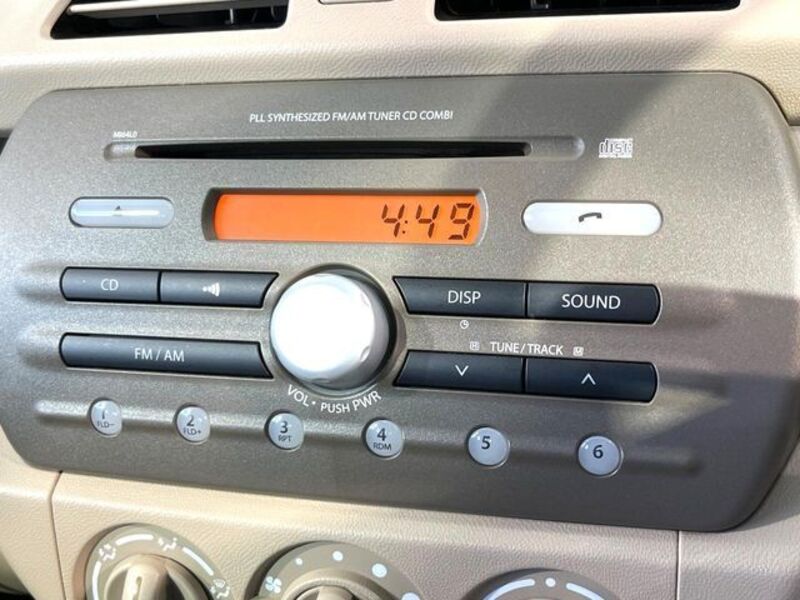 PLL SYNTHESIZED FM/AM TUNER CD COMBI
disc
4:49
CD
DISP
SOUND
FM / AM
H TUNE/TRACK M
VOL• PUSH PWR
1 FLD-
2 FLD+
3 RPT
4 RDM
5
6